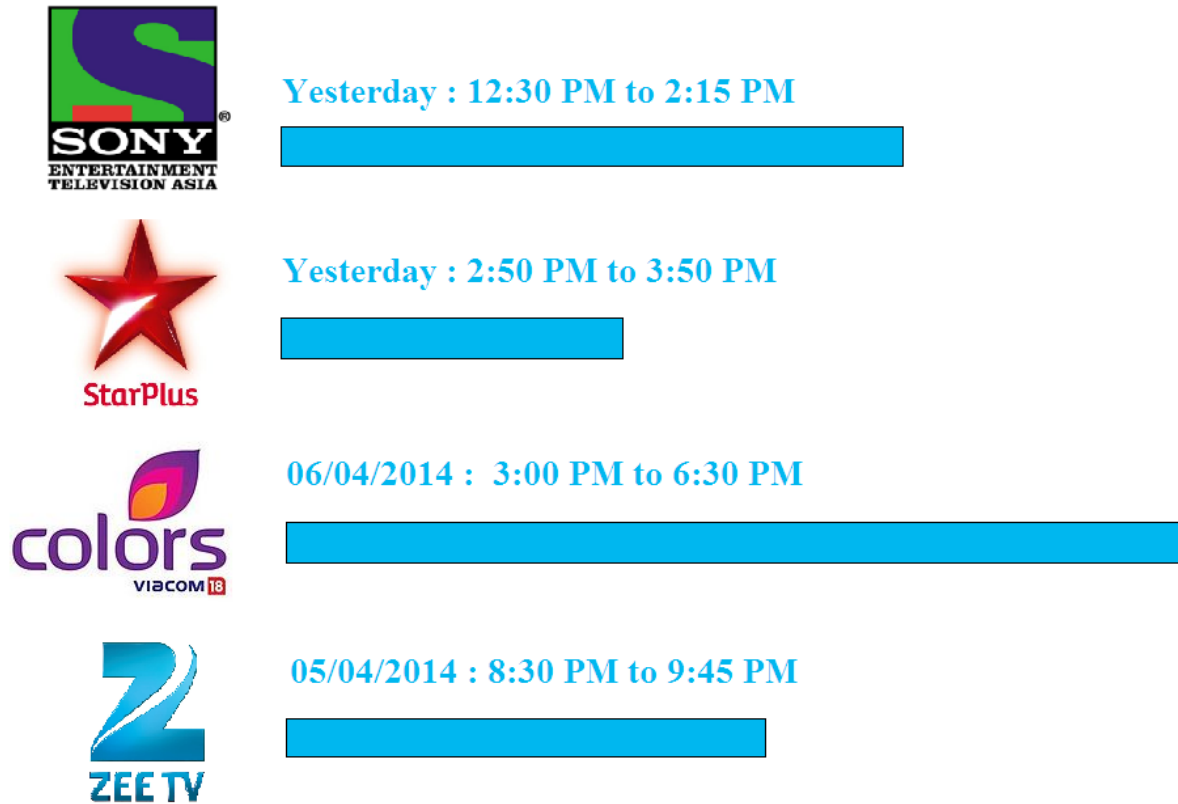 SONY®
ENTERTAINMENT
TELEVISION ASIA
Yesterday : 12:30 PM to 2:15 PM
StarPlus
Yesterday : 2:50 PM to 3:50 PM
colors
VIACOM 18
06/04/2014 : 3:00 PM to 6:30 PM
ZEE TV
05/04/2014 : 8:30 PM to 9:45 PM